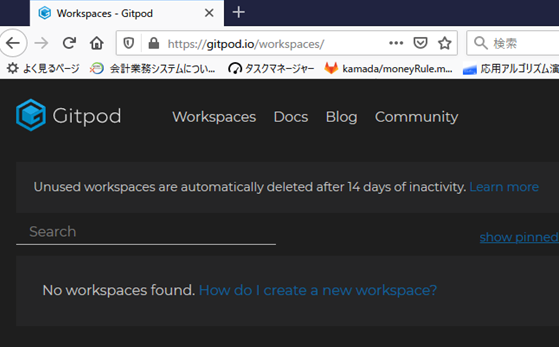 Workspaces - Gitpod
https://gitpod.io/workspaces/
検索
よく見るページ 会計業務システムについ... タスクマネージャー kamada/moneyRule.m... 応用アルゴリズム演
Gitpod Workspaces Docs Blog Community
Unused workspaces are automatically deleted after 14 days of inactivity. Learn more
Search
show pinned
No workspaces found. How do I create a new workspace?